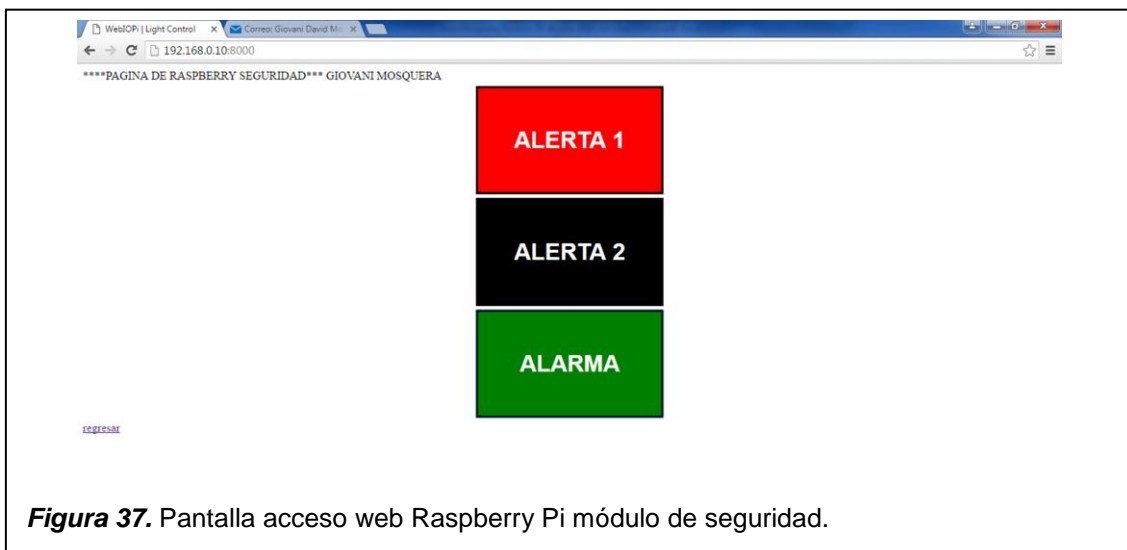 WebIOPi | Light Control
Correo: Giovani David Mo
192.168.0.10:8000
****PAGINA DE RASPBERRY SEGURIDAD*** GIOVANI MOSQUERA
ALERTA 1
ALERTA 2
ALARMA
regresar
Figura 37. Pantalla acceso web Raspberry Pi módulo de seguridad.